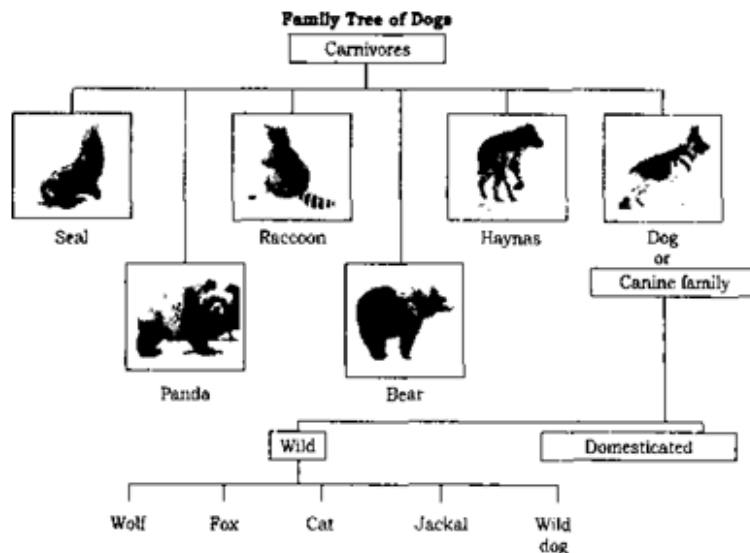 Family Tree of Dogs
Carnivores
Seal
Raccoon
Haynas
Dog
or
Canine family
Panda
Bear
Wild
Domesticated
Wolf
Fox
Cat
Jackal
Wild
dog